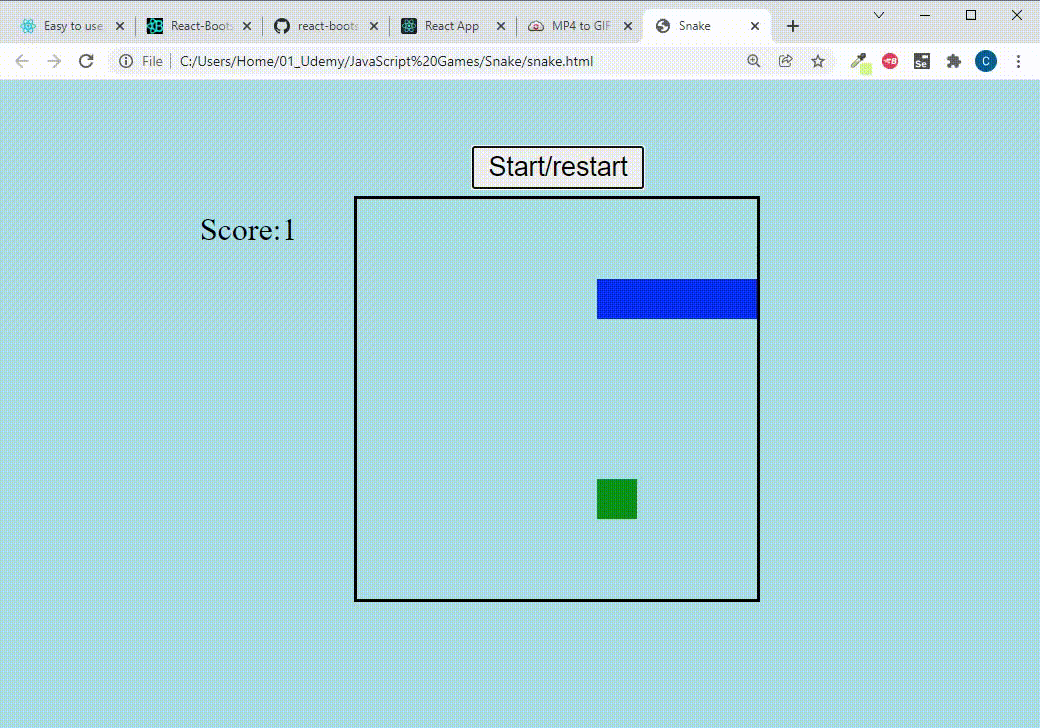 Easy to use React-Boots react-boots React App MP4 to GIF Snake
File C:/Users/Home/01_Udemy/JavaScript%20Games/Snake/snake.html Se C
Start/restart
Score:1